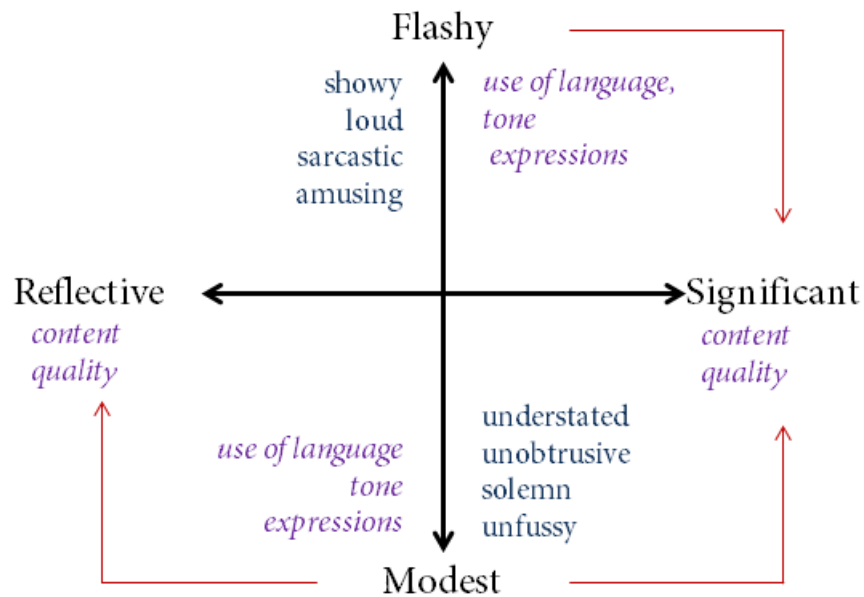 Flashy
showy
loud
sarcastic
amusing
use of language,
tone
expressions
Reflective
content
quality
Significant
content
quality
use of language
tone
expressions
understated
unobtrusive
solemn
unfussy
Modest